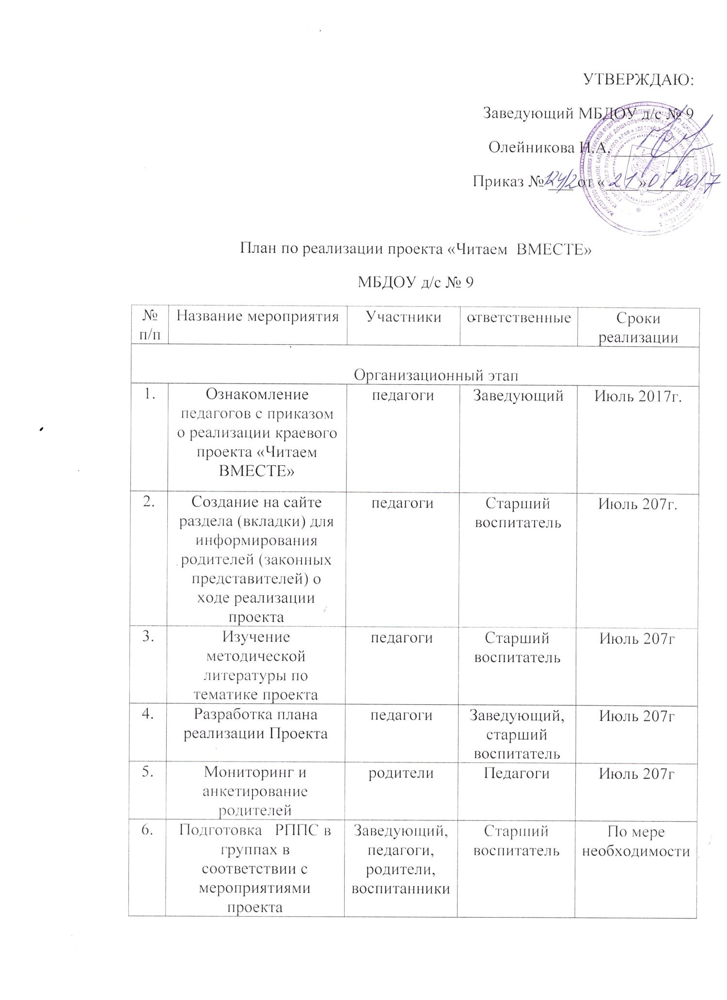 УТВЕРЖДАЮ:
Заведующий МБДОУ д/с № 9
Олейникова Н.А.
Приказ № 124/2 от « 21 » 07 2017
План по реализации проекта «Читаем ВМЕСТЕ»
МБДОУ д/с № 9
№ п/п Название мероприятия Участники ответственные Сроки реализации
Организационный этап
1. Ознакомление педагоги Заведующий Июль 2017г.
педагогов с приказом
о реализации краевого
проекта «Читаем
ВМЕСТЕ»
2. Создание на сайте педагоги Старший Июль 207г.
раздела (вкладки) для воспитатель
информирования
родителей (законных
представителей) о
ходе реализации
проекта
3. Изучение педагоги Старший Июль 207г
методической воспитатель
литературы по
тематике проекта
4. Разработка плана педагоги Заведующий, Июль 207г
реализации Проекта старший
воспитатель
5. Мониторинг и родители Педагоги Июль 207г
анкетирование
родителей
6. Подготовка РППС в Заведующий, Старший По мере
группах в педагоги, воспитатель необходимости
соответствии с родители,
мероприятиями воспитанники
проекта